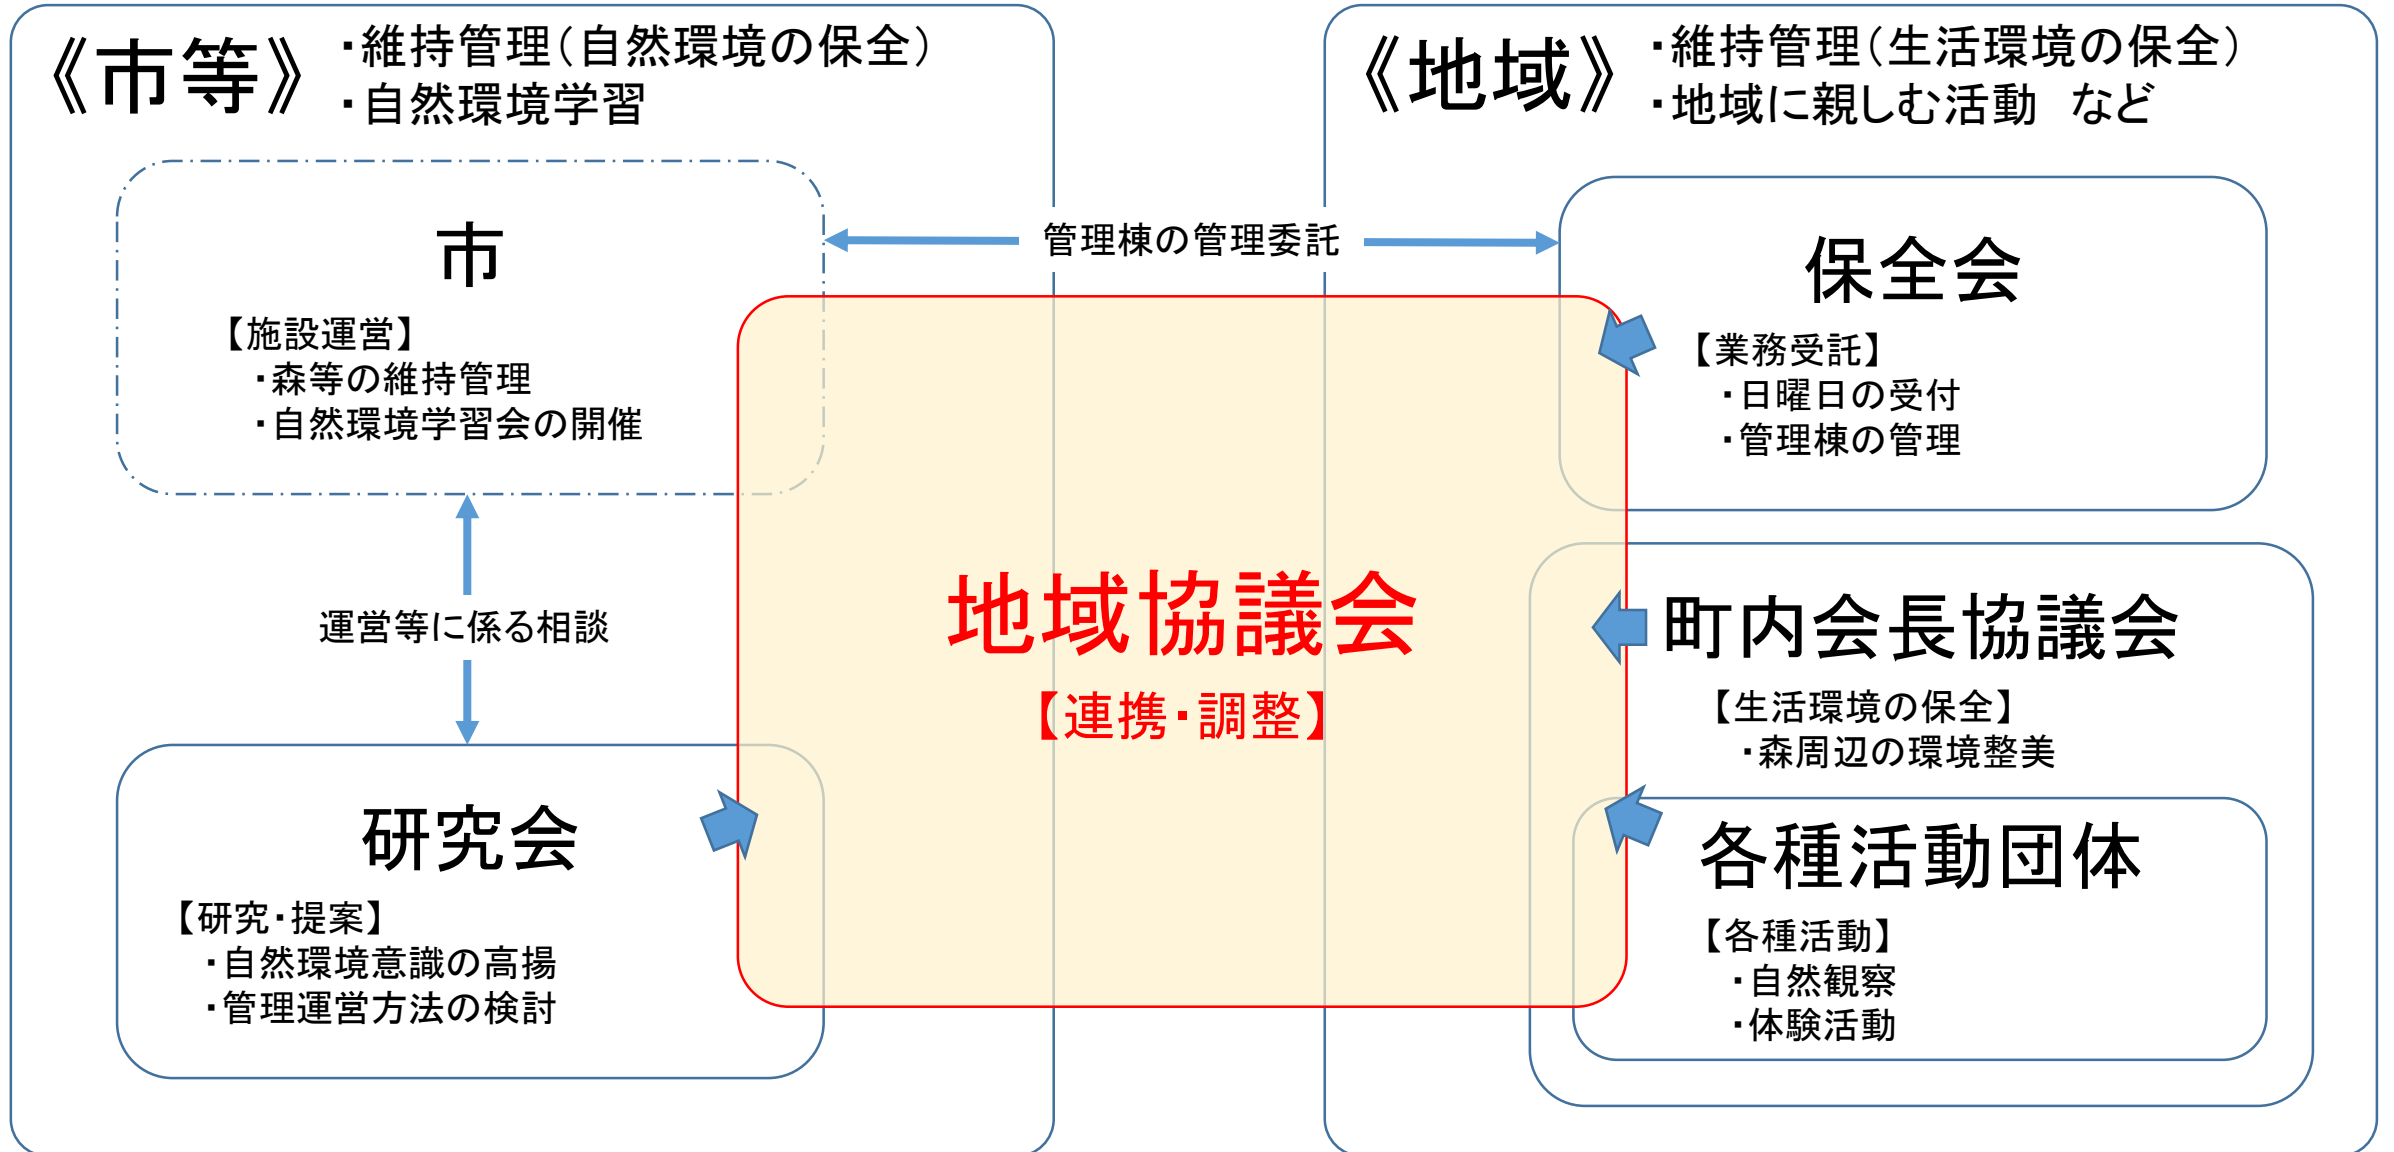 《市等》
・維持管理（自然環境の保全）
・自然環境学習
《地域》
・維持管理（生活環境の保全）
・地域に親しむ活動　など
市
【施設運営】
・森等の維持管理
・自然環境学習会の開催
管理棟の管理委託
保全会
【業務受託】
・日曜日の受付
・管理棟の管理
運営等に係る相談
地域協議会
【連携・調整】
町内会長協議会
【生活環境の保全】
・森周辺の環境整美
研究会
【研究・提案】
・自然環境意識の高揚
・管理運営方法の検討
各種活動団体
【各種活動】
・自然観察
・体験活動